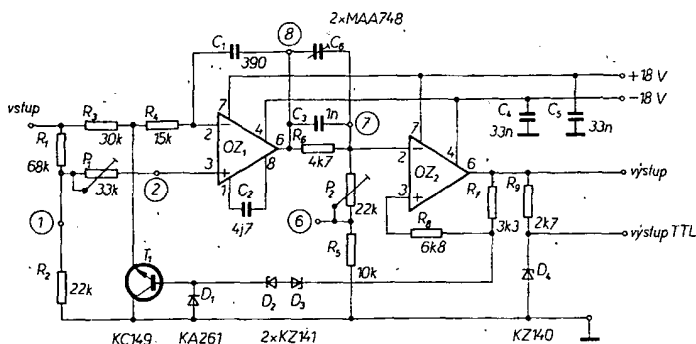 2×MAA748
8
C₁
390
C₆
+18 V
-18 V
7
4
C₃
1n
7
C₄
33n
C₅
33n
vstup
R₃
30k
R₄
15k
2
OZ₁
6
R₆
4k7
7
4
2
OZ₂
6
výstup
R₁
68k
P₁
33k
2
3
1
8
C₂
4j7
P₂
22k
3
R₈
6k8
R₇
3k3
R₉
2k7
výstup TTL
1
6
R₅
10k
R₂
22k
T₁
D₁
D₂
D₃
D₄
KC149
KA261
2×KZ141
KZ140